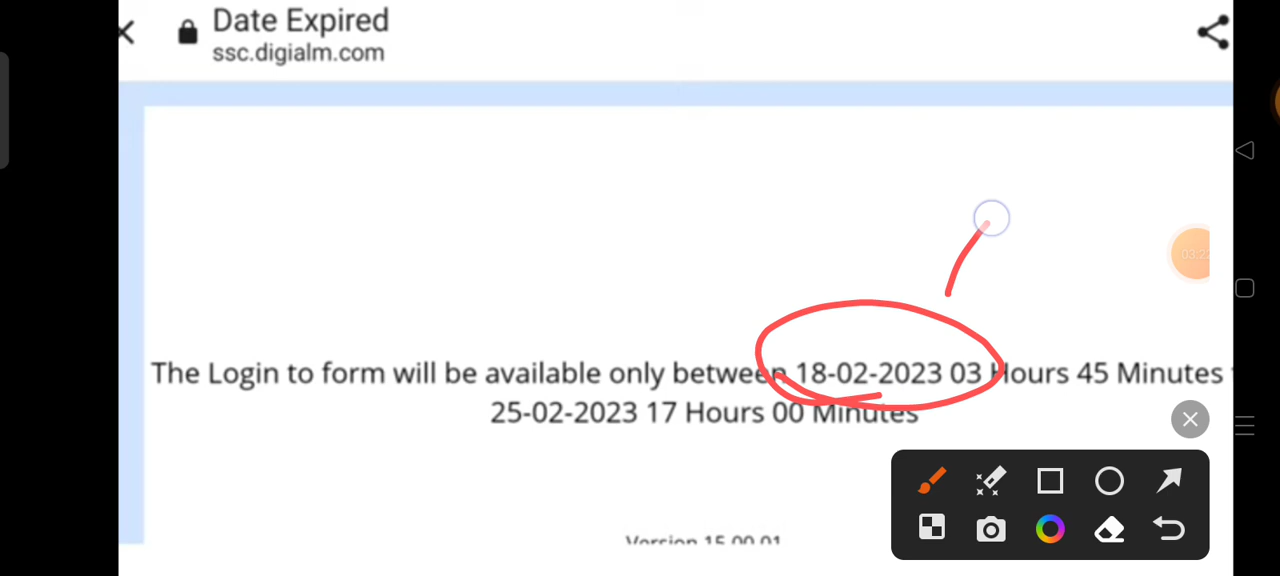 Date Expired
ssc.digialm.com
The Login to form will be available only between 18-02-2023 03 Hours 45 Minutes
25-02-2023 17 Hours 00 Minutes
Version 15.00.01